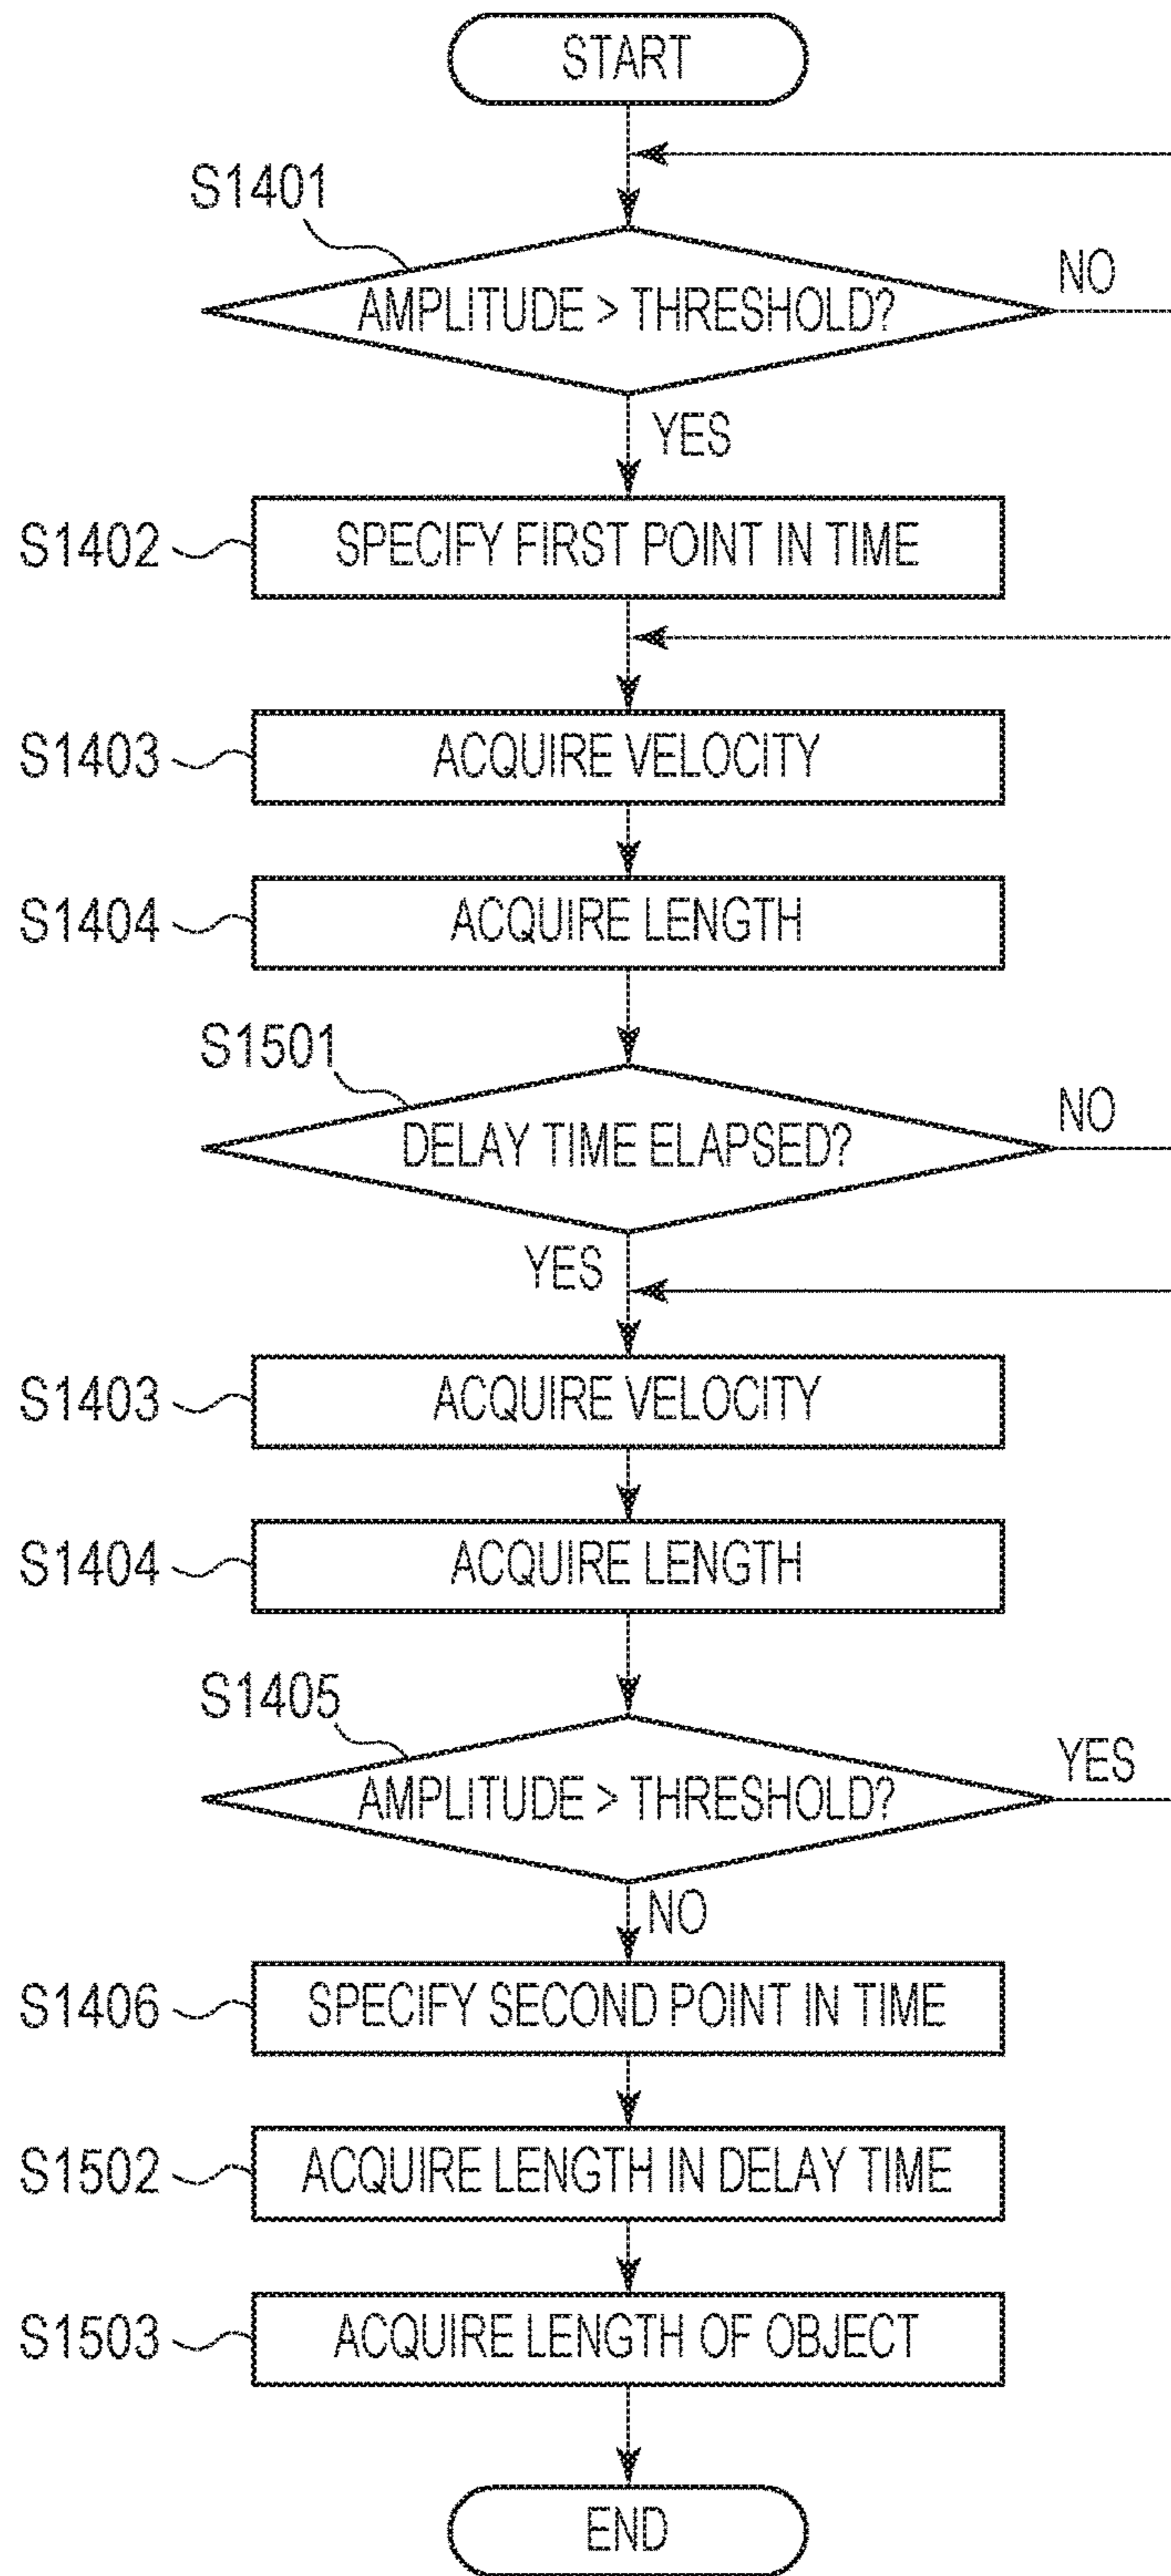 START
S1401
AMPLITUDE > THRESHOLD?
NO
YES
S1402
SPECIFY FIRST POINT IN TIME
S1403
ACQUIRE VELOCITY
S1404
ACQUIRE LENGTH
S1501
DELAY TIME ELAPSED?
NO
YES
S1403
ACQUIRE VELOCITY
S1404
ACQUIRE LENGTH
S1405
AMPLITUDE > THRESHOLD?
YES
NO
S1406
SPECIFY SECOND POINT IN TIME
S1502
ACQUIRE LENGTH IN DELAY TIME
S1503
ACQUIRE LENGTH OF OBJECT
END